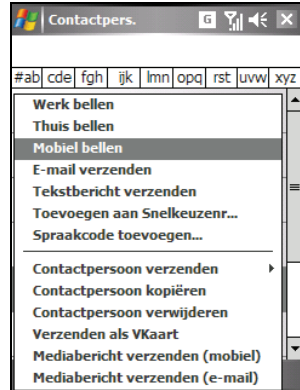 Contactpers.
G
#ab cde fgh ijk lmn opq rst uvw xyz
Werk bellen
Thuis bellen
Mobiel bellen
E-mail verzenden
Tekstbericht verzenden
Toevoegen aan Snelkeuzenr...
Spraakcode toevoegen...
Contactpersoon verzenden
Contactpersoon kopiëren
Contactpersoon verwijderen
Verzenden als VKaart
Mediabericht verzenden (mobiel)
Mediabericht verzenden (e-mail)